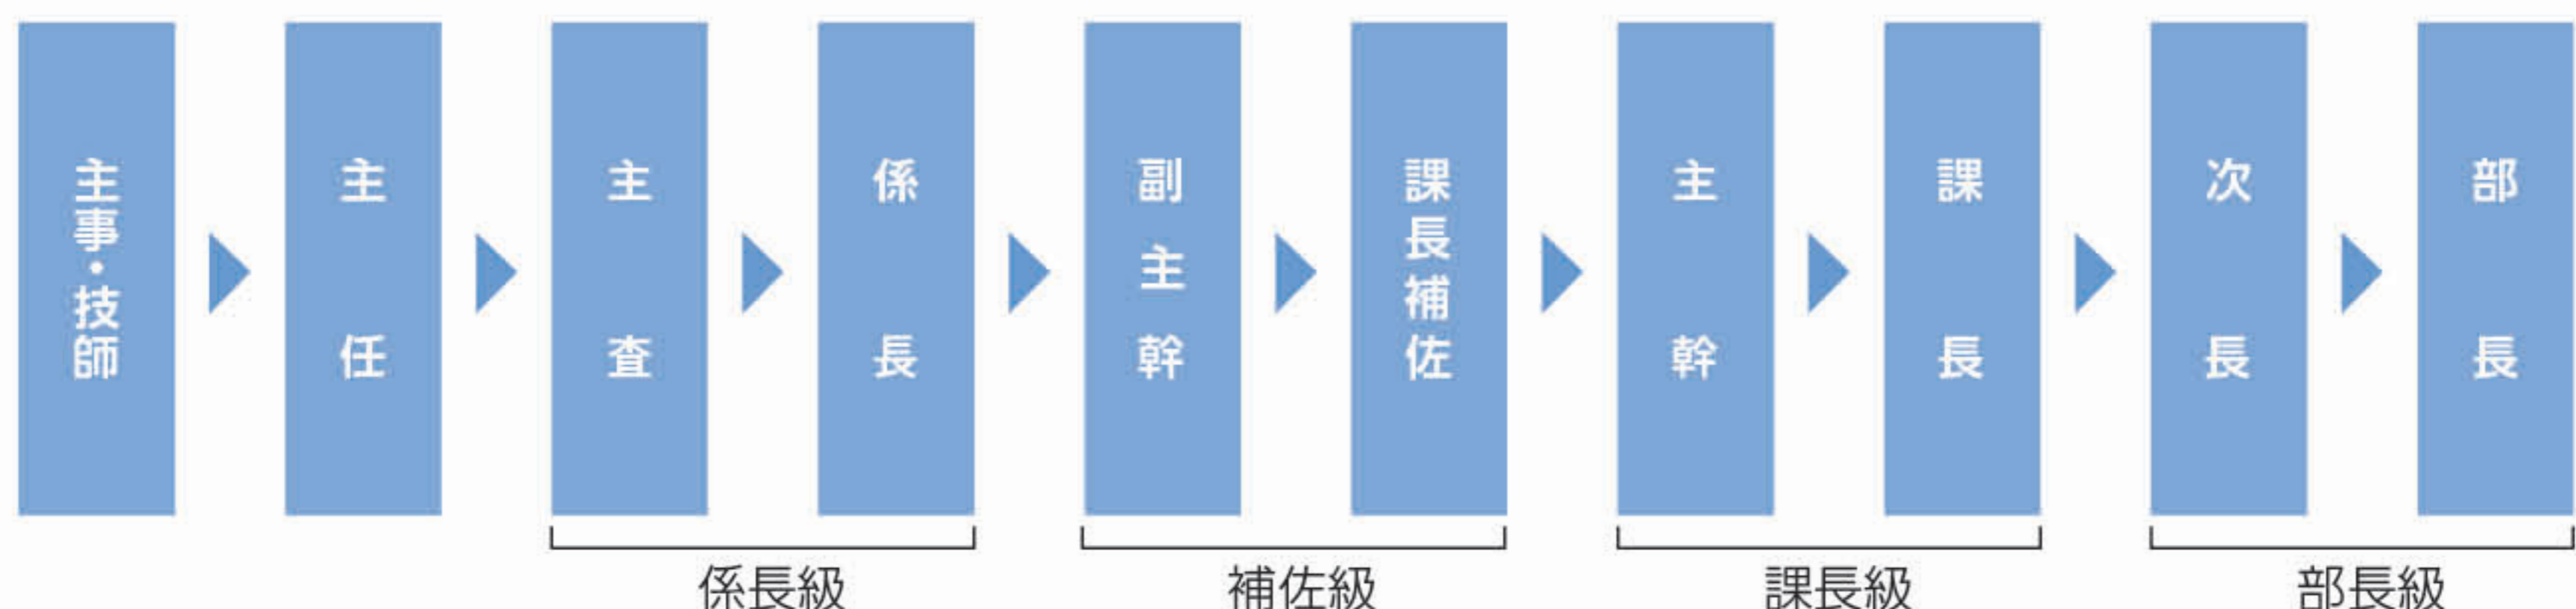 主事・技師
主任
主査
係長
副主幹
課長補佐
主幹
課長
次長
部長
係長級
補佐級
課長級
部長級